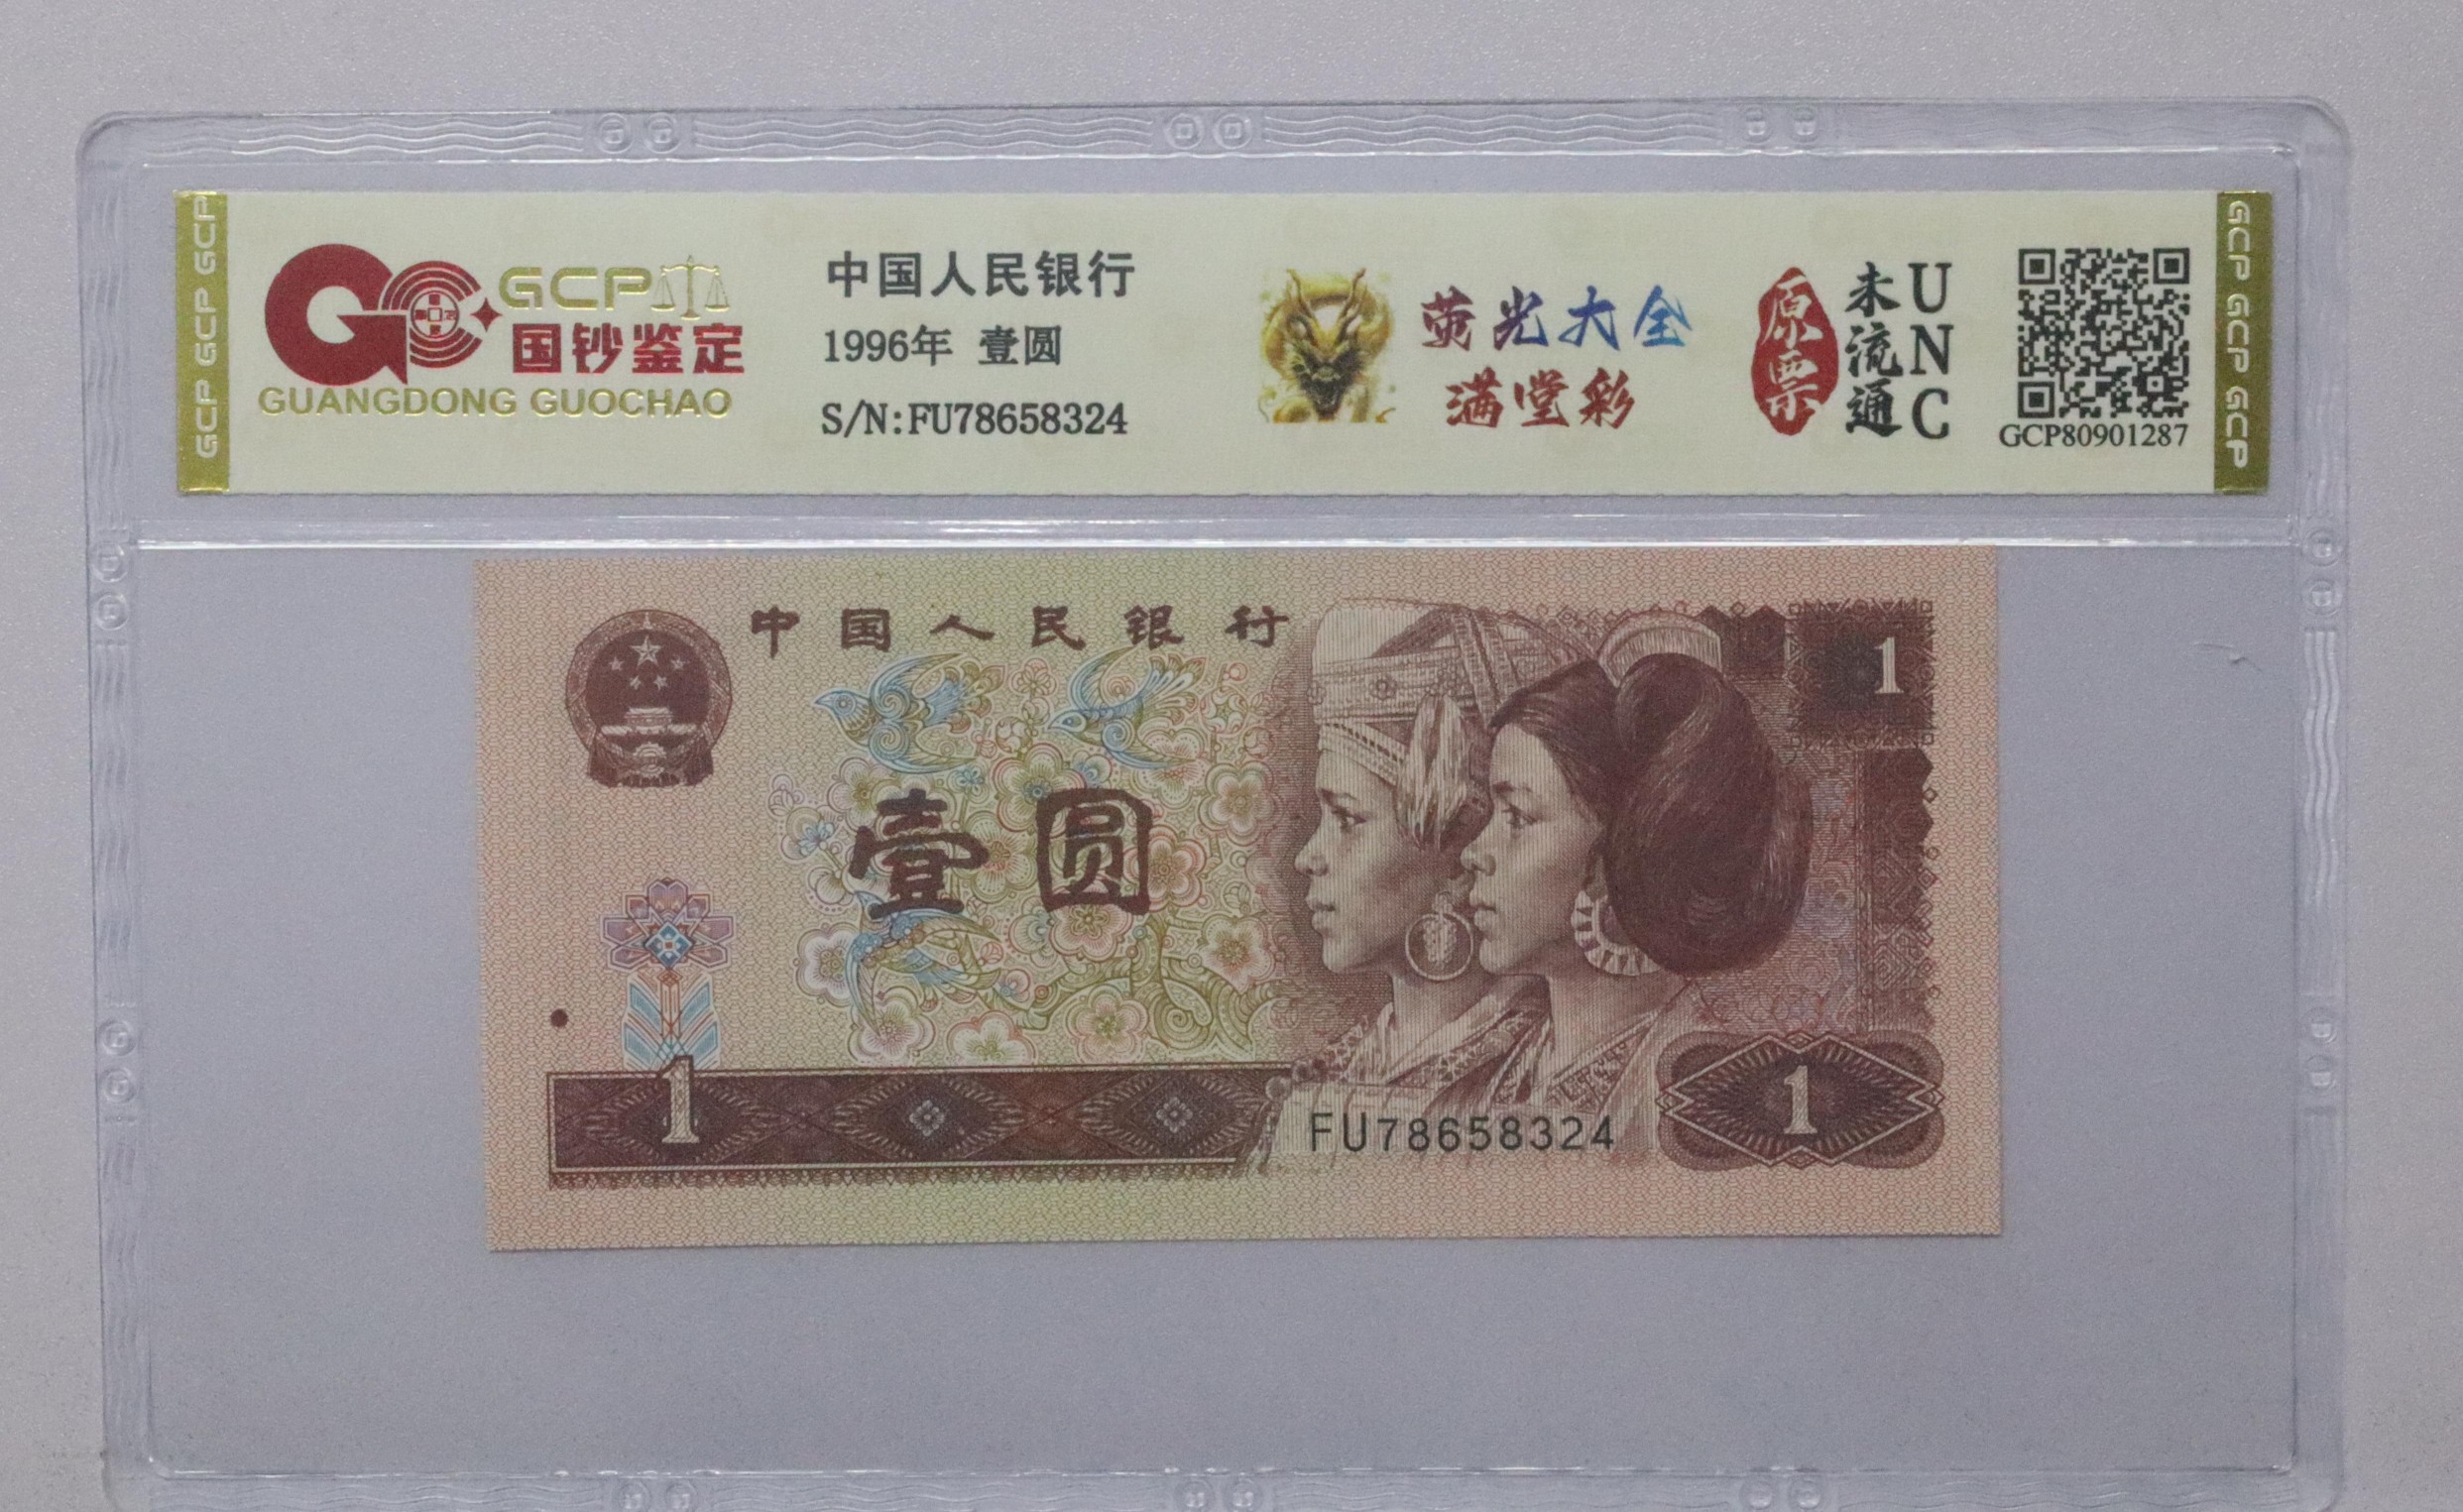 GCP GCP GCP
GCP
国钞鉴定
GUANGDONG GUOCHAO
中国人民银行
1996年 壹圆
S/N:FU78658324
荧光大全
满堂彩
原票
未流通
UNC
GCP80901287
GCP GCP GCP
中国人民银行
1
壹圆
1
FU78658324
1